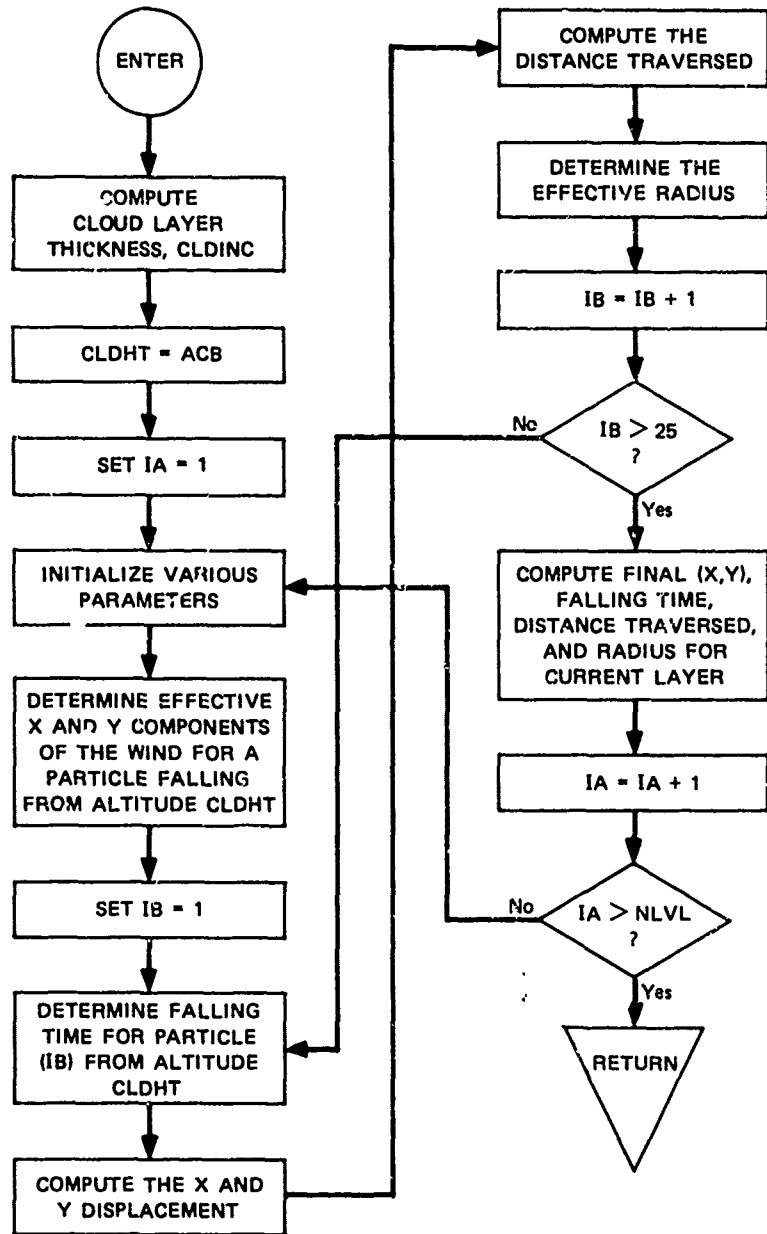 ENTER
COMPUTE
CLOUD LAYER
THICKNESS, CLDINC
CLDHT = ACB
SET IA = 1
INITIALIZE VARIOUS
PARAMETERS
DETERMINE EFFECTIVE
X AND Y COMPONENTS
OF THE WIND FOR A
PARTICLE FALLING
FROM ALTITUDE CLDHT
SET IB = 1
DETERMINE FALLING
TIME FOR PARTICLE
(IB) FROM ALTITUDE
CLDHT
COMPUTE THE X AND
Y DISPLACEMENT
COMPUTE THE
DISTANCE TRAVERSED
DETERMINE THE
EFFECTIVE RADIUS
IB = IB + 1
No
IB > 25
?
Yes
COMPUTE FINAL (X,Y),
FALLING TIME,
DISTANCE TRAVERSED,
AND RADIUS FOR
CURRENT LAYER
IA = IA + 1
No
IA > NLVL
?
Yes
RETURN